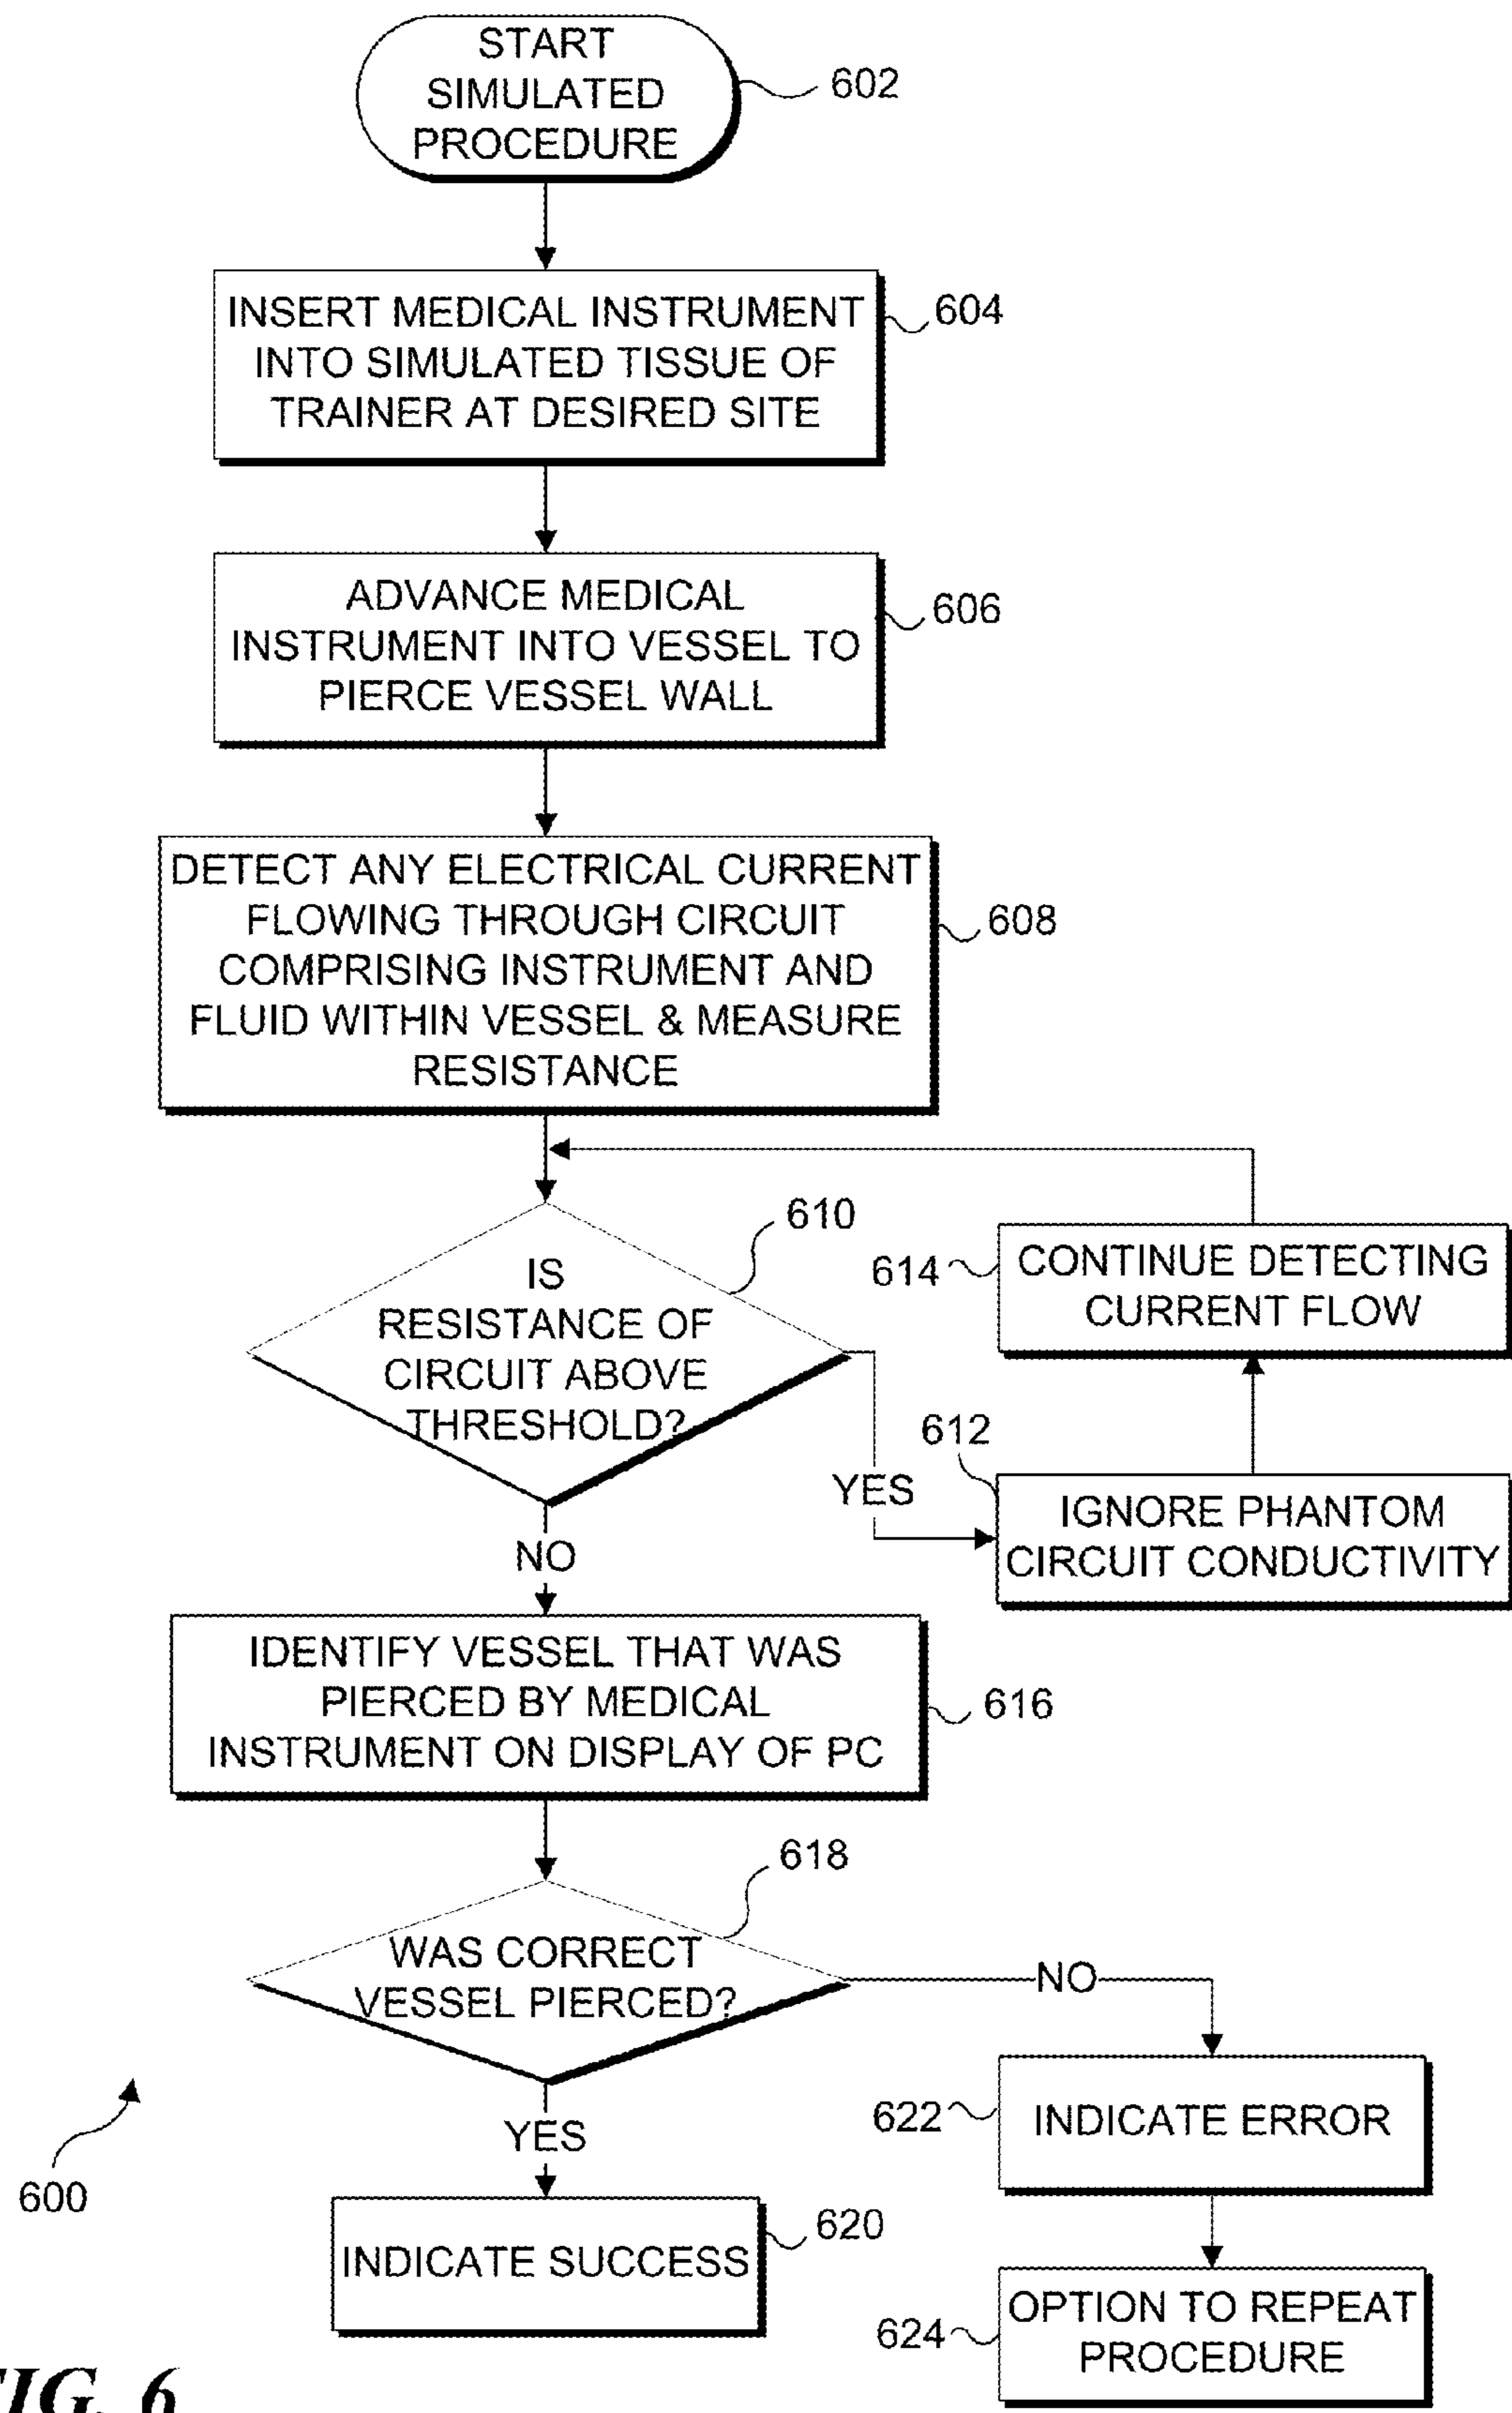 START
SIMULATED
PROCEDURE
602
INSERT MEDICAL INSTRUMENT
INTO SIMULATED TISSUE OF
TRAINER AT DESIRED SITE
604
ADVANCE MEDICAL
INSTRUMENT INTO VESSEL TO
PIERCE VESSEL WALL
606
DETECT ANY ELECTRICAL CURRENT
FLOWING THROUGH CIRCUIT
COMPRISING INSTRUMENT AND
FLUID WITHIN VESSEL & MEASURE
RESISTANCE
608
IS
RESISTANCE OF
CIRCUIT ABOVE
THRESHOLD?
610
614
CONTINUE DETECTING
CURRENT FLOW
YES
612
IGNORE PHANTOM
CIRCUIT CONDUCTIVITY
NO
IDENTIFY VESSEL THAT WAS
PIERCED BY MEDICAL
INSTRUMENT ON DISPLAY OF PC
616
WAS CORRECT
VESSEL PIERCED?
618
NO
622
INDICATE ERROR
YES
600
INDICATE SUCCESS
620
624
OPTION TO REPEAT
PROCEDURE
FIG. 6